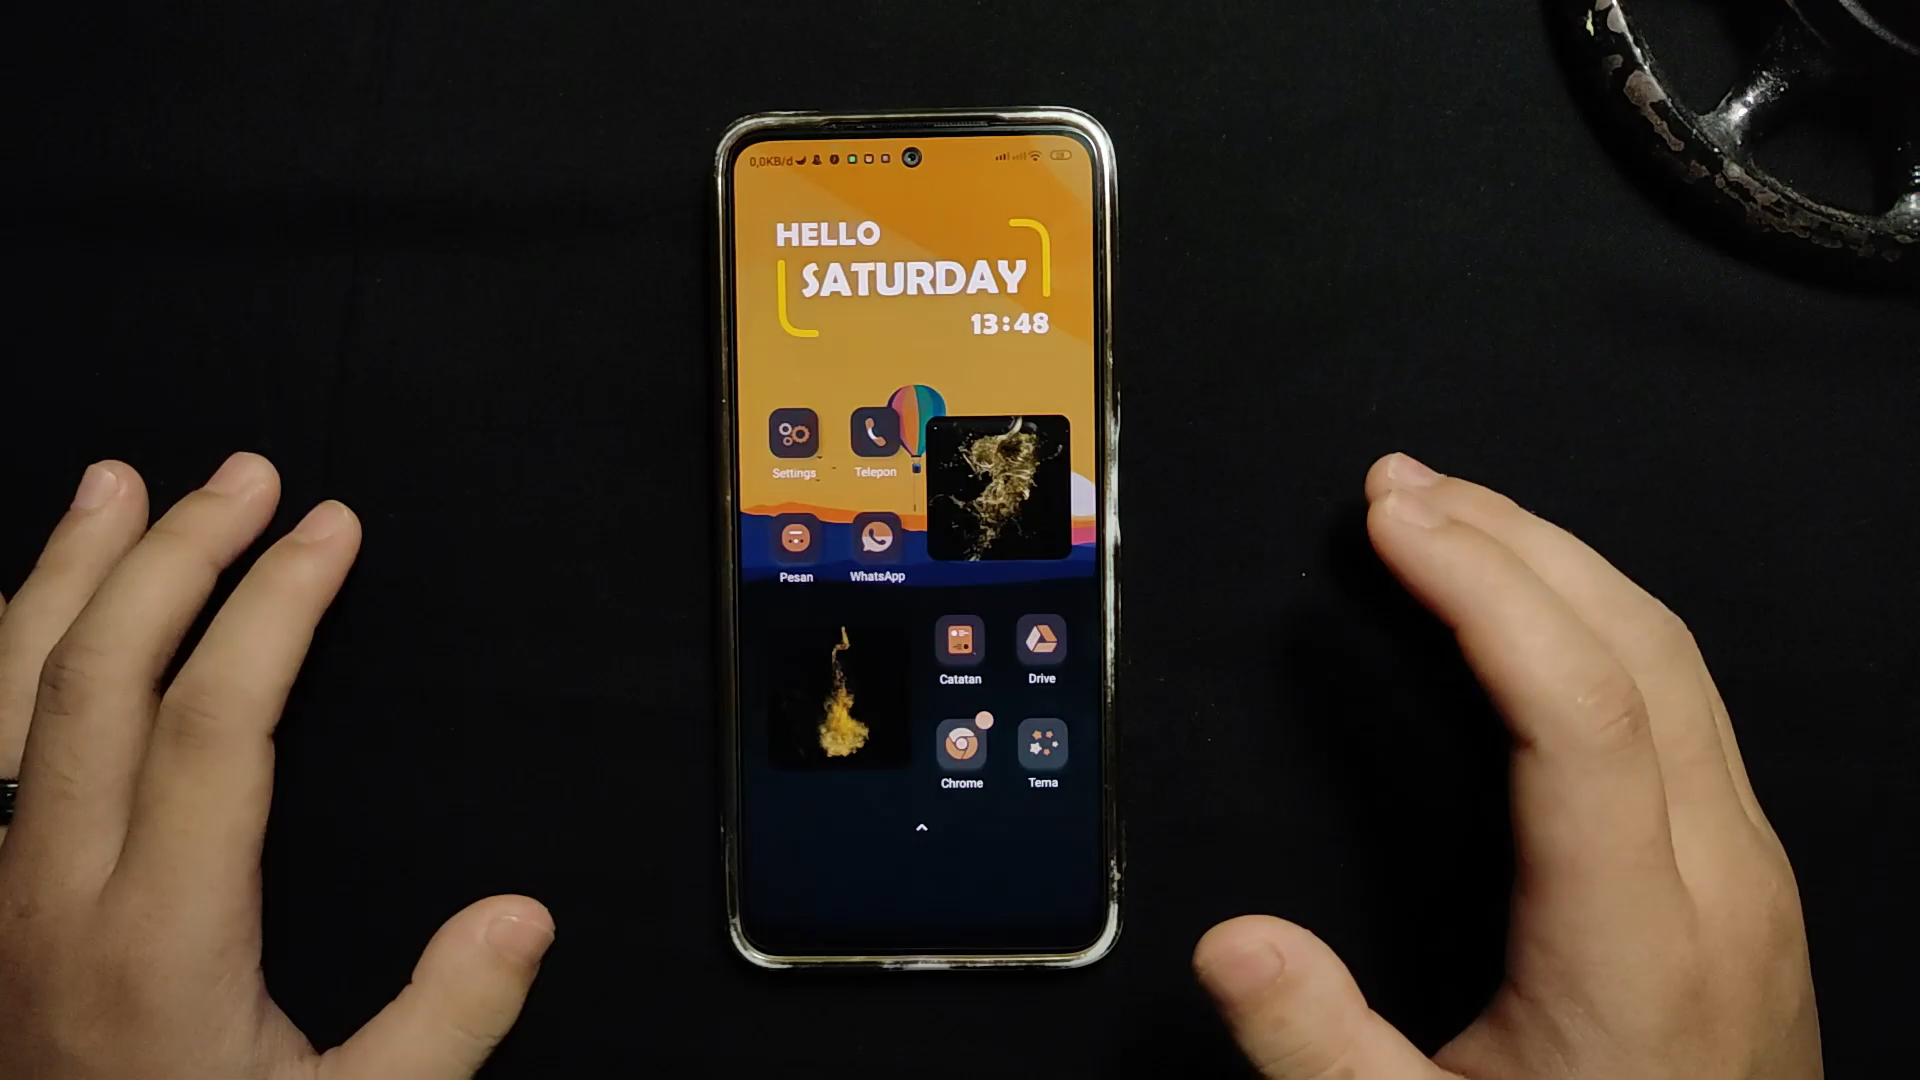 0,0KB/d
HELLO
SATURDAY
13:48
Settings
Telepon
Pesan
WhatsApp
Catatan
Drive
Chrome
Tema